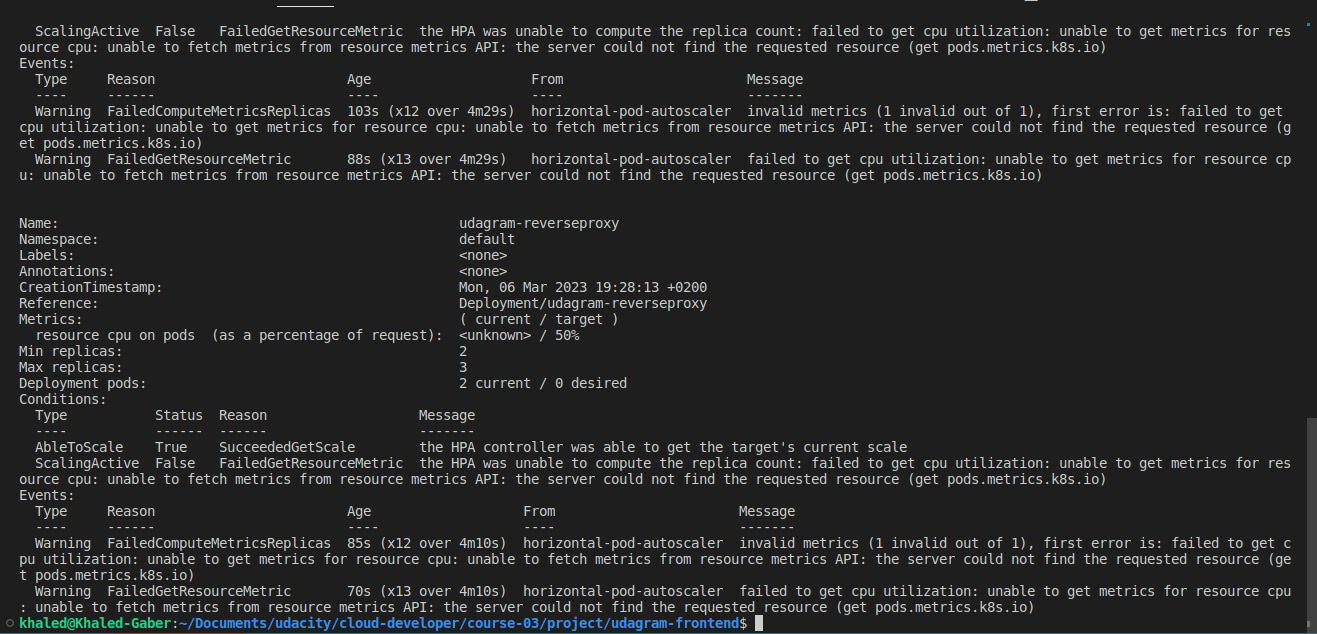 ScalingActive  False   FailedGetResourceMetric  the HPA was unable to compute the replica count: failed to get cpu utilization: unable to get metrics for res
ource cpu: unable to fetch metrics from resource metrics API: the server could not find the requested resource (get pods.metrics.k8s.io)
Events:
  Type     Reason                        Age                    From                       Message
  ----     ------                        ----                   ----                       -------
  Warning  FailedComputeMetricsReplicas  103s (x12 over 4m29s)  horizontal-pod-autoscaler  invalid metrics (1 invalid out of 1), first error is: failed to get
cpu utilization: unable to get metrics for resource cpu: unable to fetch metrics from resource metrics API: the server could not find the requested resource (g
et pods.metrics.k8s.io)
  Warning  FailedGetResourceMetric       88s (x13 over 4m29s)   horizontal-pod-autoscaler  failed to get cpu utilization: unable to get metrics for resource cp
u: unable to fetch metrics from resource metrics API: the server could not find the requested resource (get pods.metrics.k8s.io)
Name:                                                  udagram-reverseproxy
Namespace:                                             default
Labels:                                                <none>
Annotations:                                           <none>
CreationTimestamp:                                     Mon, 06 Mar 2023 19:28:13 +0200
Reference:                                             Deployment/udagram-reverseproxy
Metrics:                                               ( current / target )
  resource cpu on pods  (as a percentage of request):  <unknown> / 50%
Min replicas:                                          2
Max replicas:                                          3
Deployment pods:                                       2 current / 0 desired
Conditions:
  Type           Status  Reason                   Message
  ----           ------  ------                   -------
  AbleToScale    True    SucceededGetScale        the HPA controller was able to get the target's current scale
  ScalingActive  False   FailedGetResourceMetric  the HPA was unable to compute the replica count: failed to get cpu utilization: unable to get metrics for res
ource cpu: unable to fetch metrics from resource metrics API: the server could not find the requested resource (get pods.metrics.k8s.io)
Events:
  Type     Reason                        Age                   From                       Message
  ----     ------                        ----                  ----                       -------
  Warning  FailedComputeMetricsReplicas  85s (x12 over 4m10s)  horizontal-pod-autoscaler  invalid metrics (1 invalid out of 1), first error is: failed to get c
pu utilization: unable to get metrics for resource cpu: unable to fetch metrics from resource metrics API: the server could not find the requested resource (ge
t pods.metrics.k8s.io)
  Warning  FailedGetResourceMetric       70s (x13 over 4m10s)  horizontal-pod-autoscaler  failed to get cpu utilization: unable to get metrics for resource cpu
: unable to fetch metrics from resource metrics API: the server could not find the requested resource (get pods.metrics.k8s.io)
khaled@Khaled-Gaber:~/Documents/udacity/cloud-developer/course-03/project/udagram-frontend$